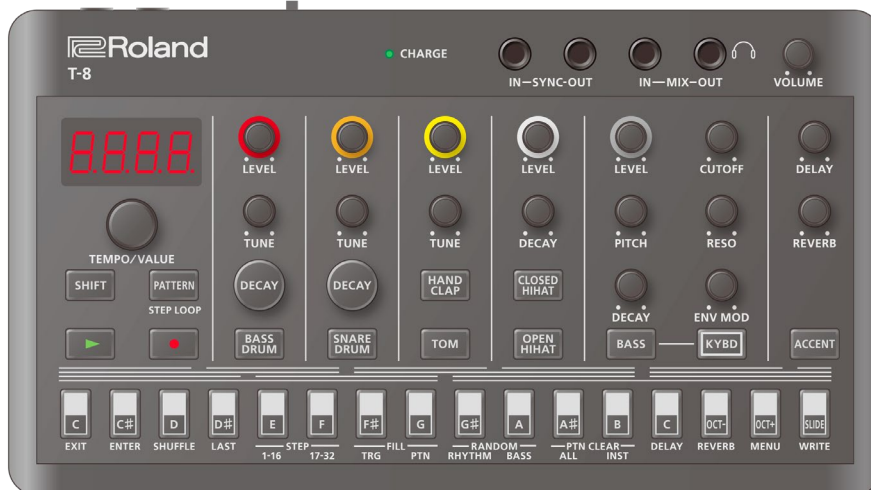 Roland
T-8
CHARGE
IN—SYNC-OUT
IN—MIX—OUT
VOLUME
8.8.8.8.
LEVEL
LEVEL
LEVEL
LEVEL
LEVEL
CUTOFF
DELAY
TUNE
TUNE
TUNE
DECAY
PITCH
RESO
REVERB
TEMPO/VALUE
SHIFT
PATTERN
STEP LOOP
DECAY
DECAY
HAND
CLAP
CLOSED
HIHAT
DECAY
ENV MOD
BASS
DRUM
SNARE
DRUM
TOM
OPEN
HIHAT
BASS
KYBD
ACCENT
C
C#
D
D#
E
F
F#
G
G#
A
A#
B
C
OCT-
OCT+
SLIDE
EXIT
ENTER
SHUFFLE
LAST
STEP
1-16
17-32
FILL
TRG
PTN
RANDOM
RHYTHM
BASS
PTN CLEAR
ALL
INST
DELAY
REVERB
MENU
WRITE